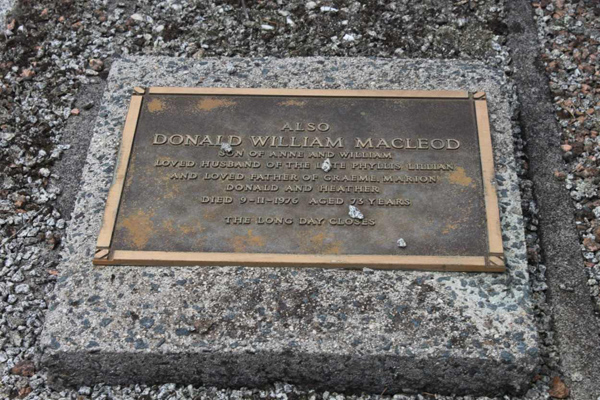 ALSO
DONALD WILLIAM MACLEOD
SON OF ANNE AND WILLIAM
LOVED HUSBAND OF THE LATE PHYLLIS LILLIAN
AND LOVED FATHER OF GRAEME, MARION
DONALD AND HEATHER
DIED 9-11-1976 AGED 73 YEARS
THE LONG DAY CLOSES